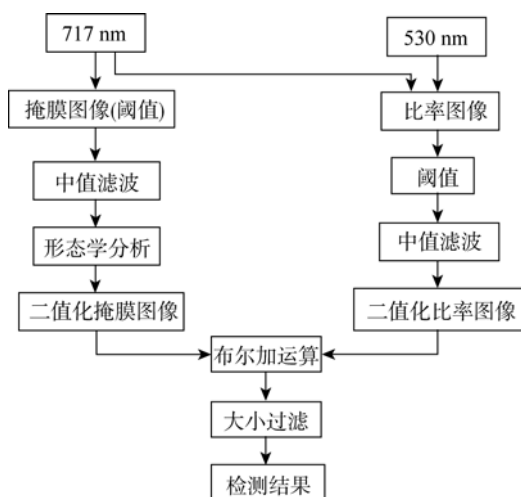 717 nm
530 nm
掩膜图像(阈值)
比率图像
中值滤波
阈值
形态学分析
中值滤波
二值化掩膜图像
二值化比率图像
布尔加运算
大小过滤
检测结果